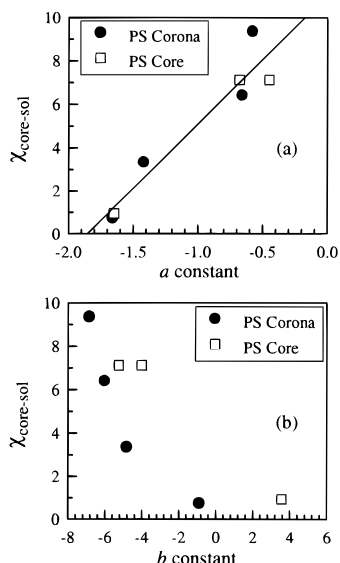 10
PS Corona
PS Core
8
6
χcore-sol
4
(a)
2
0
-2.0 -1.5 -1.0 -0.5 0.0
a constant
10
PS Corona
PS Core
8
6
χcore-sol
4
(b)
2
0
-8 -6 -4 -2 0 2 4 6
b constant